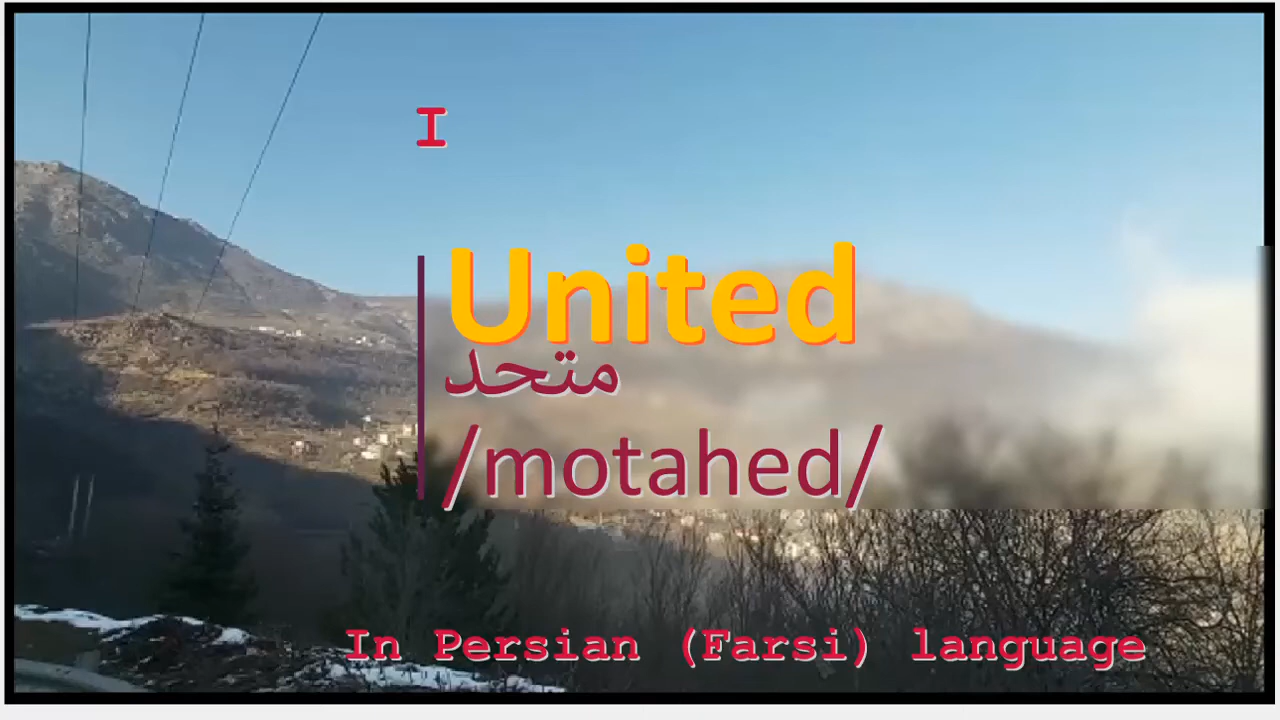 I
United
متحد
/motahed/
In Persian (Farsi) language